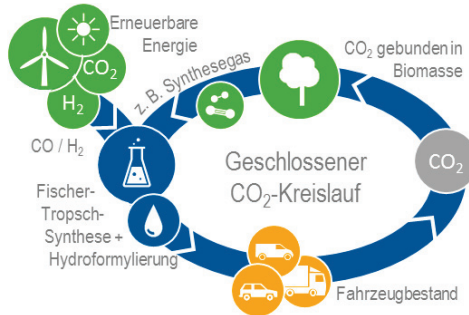 Erneuerbare
Energie
CO₂
H₂
CO / H₂
z. B. Synthesegas
CO₂ gebunden in
Biomasse
CO₂
Geschlossener
CO₂-Kreislauf
Fischer-
Tropsch-
Synthese +
Hydroformylierung
Fahrzeugbestand